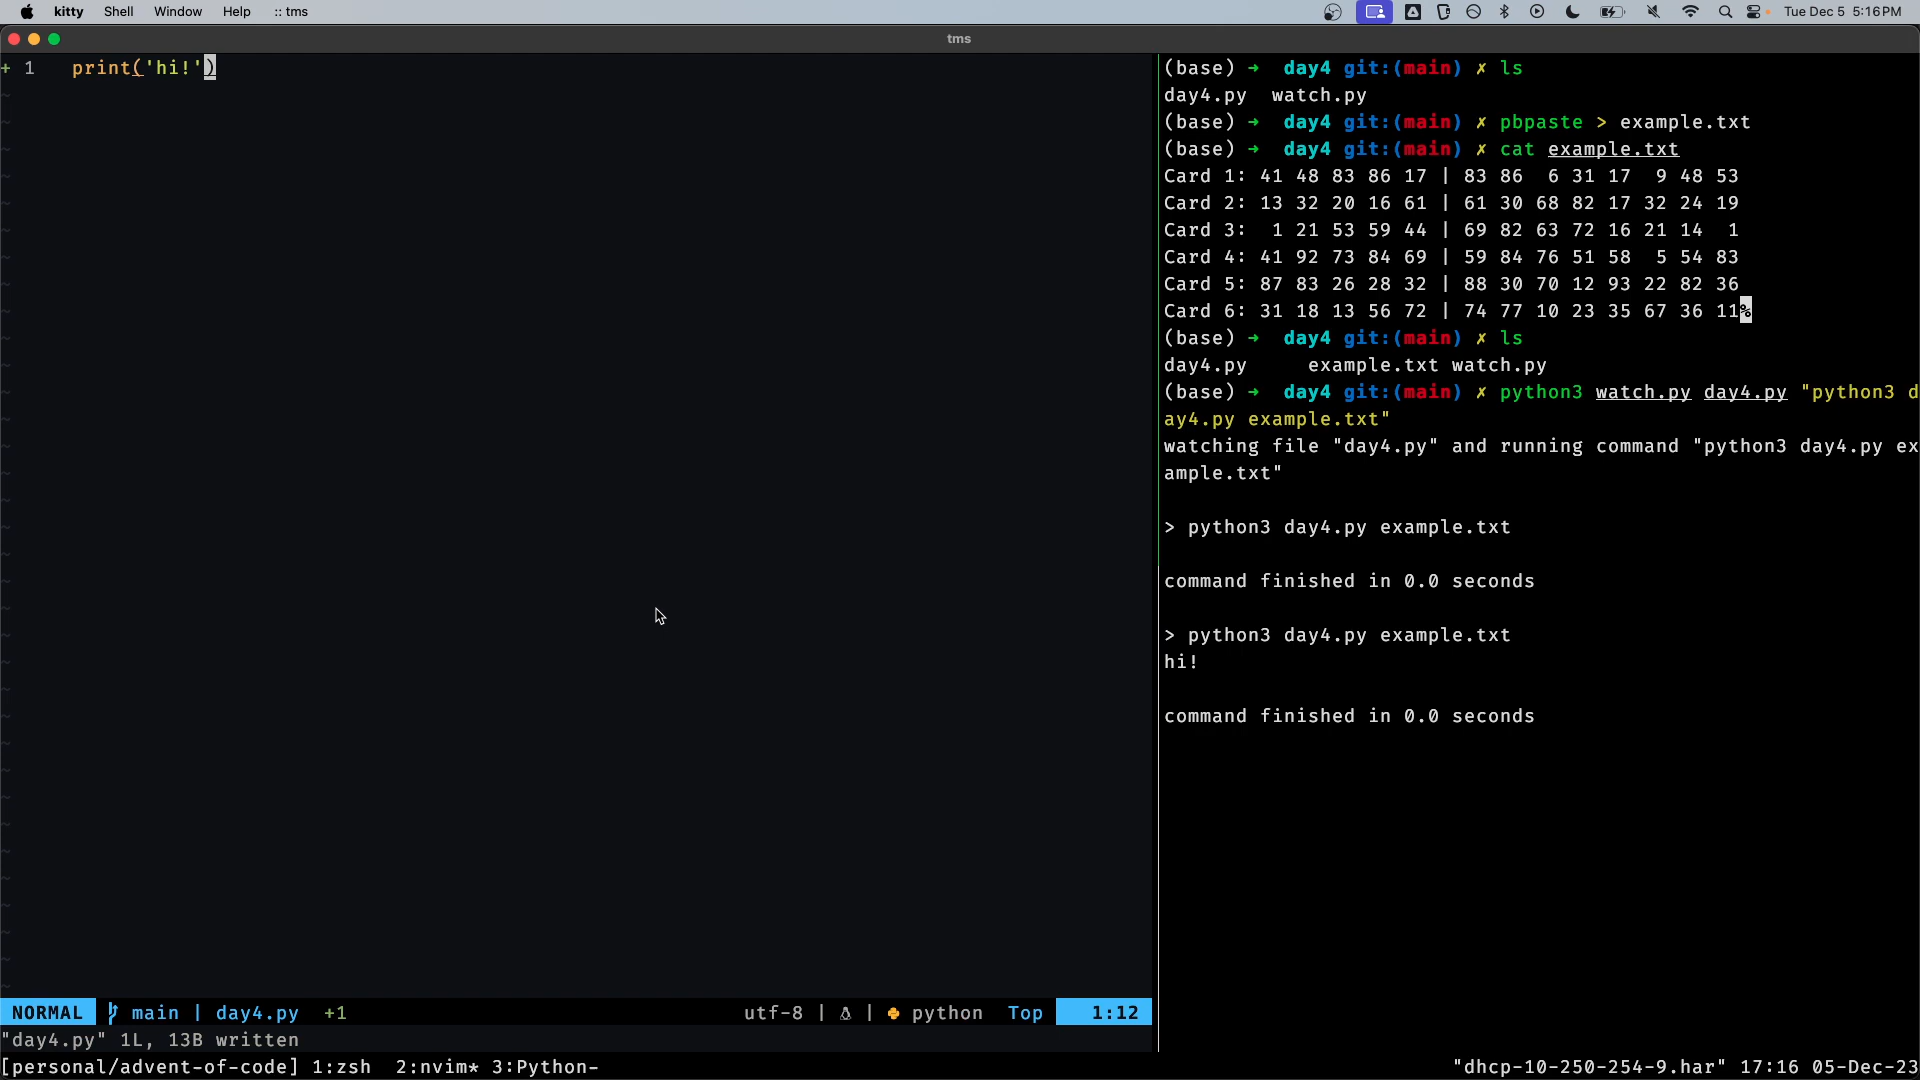 kitty Shell Window Help :: tms Tue Dec 5 5:16 PM
tms
+ 1 print('hi!')
NORMAL main | day4.py +1 utf-8 | | python Top 1:12
"day4.py" 1L, 13B written
(base) → day4 git:(main) ✗ ls
day4.py watch.py
(base) → day4 git:(main) ✗ pbpaste > example.txt
(base) → day4 git:(main) ✗ cat example.txt
Card 1: 41 48 83 86 17 | 83 86  6 31 17  9 48 53
Card 2: 13 32 20 16 61 | 61 30 68 82 17 32 24 19
Card 3:  1 21 53 59 44 | 69 82 63 72 16 21 14  1
Card 4: 41 92 73 84 69 | 59 84 76 51 58  5 54 83
Card 5: 87 83 26 28 32 | 88 30 70 12 93 22 82 36
Card 6: 31 18 13 56 72 | 74 77 10 23 35 67 36 11%
(base) → day4 git:(main) ✗ ls
day4.py example.txt watch.py
(base) → day4 git:(main) ✗ python3 watch.py day4.py "python3 d
ay4.py example.txt"
watching file "day4.py" and running command "python3 day4.py ex
ample.txt"
> python3 day4.py example.txt
command finished in 0.0 seconds
> python3 day4.py example.txt
hi!
command finished in 0.0 seconds
[personal/advent-of-code] 1:zsh 2:nvim* 3:Python- "dhcp-10-250-254-9.har" 17:16 05-Dec-23